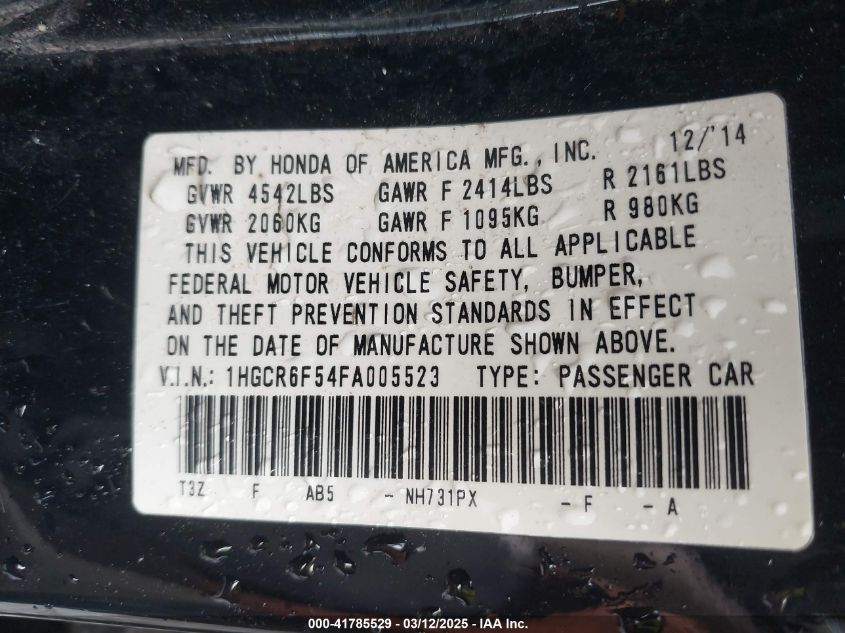 MFD. BY HONDA OF AMERICA MFG., INC. 12/'14
GVWR 4542LBS GAWR F 2414LBS R 2161LBS
GVWR 2060KG GAWR F 1095KG R 980KG
THIS VEHICLE CONFORMS TO ALL APPLICABLE
FEDERAL MOTOR VEHICLE SAFETY, BUMPER,
AND THEFT PREVENTION STANDARDS IN EFFECT
ON THE DATE OF MANUFACTURE SHOWN ABOVE.
V.I.N.: 1HGCR6F54FA005523 TYPE: PASSENGER CAR
T3Z F AB5 - NH731PX - F - A
000-41785529 - 03/12/2025 - IAA Inc.